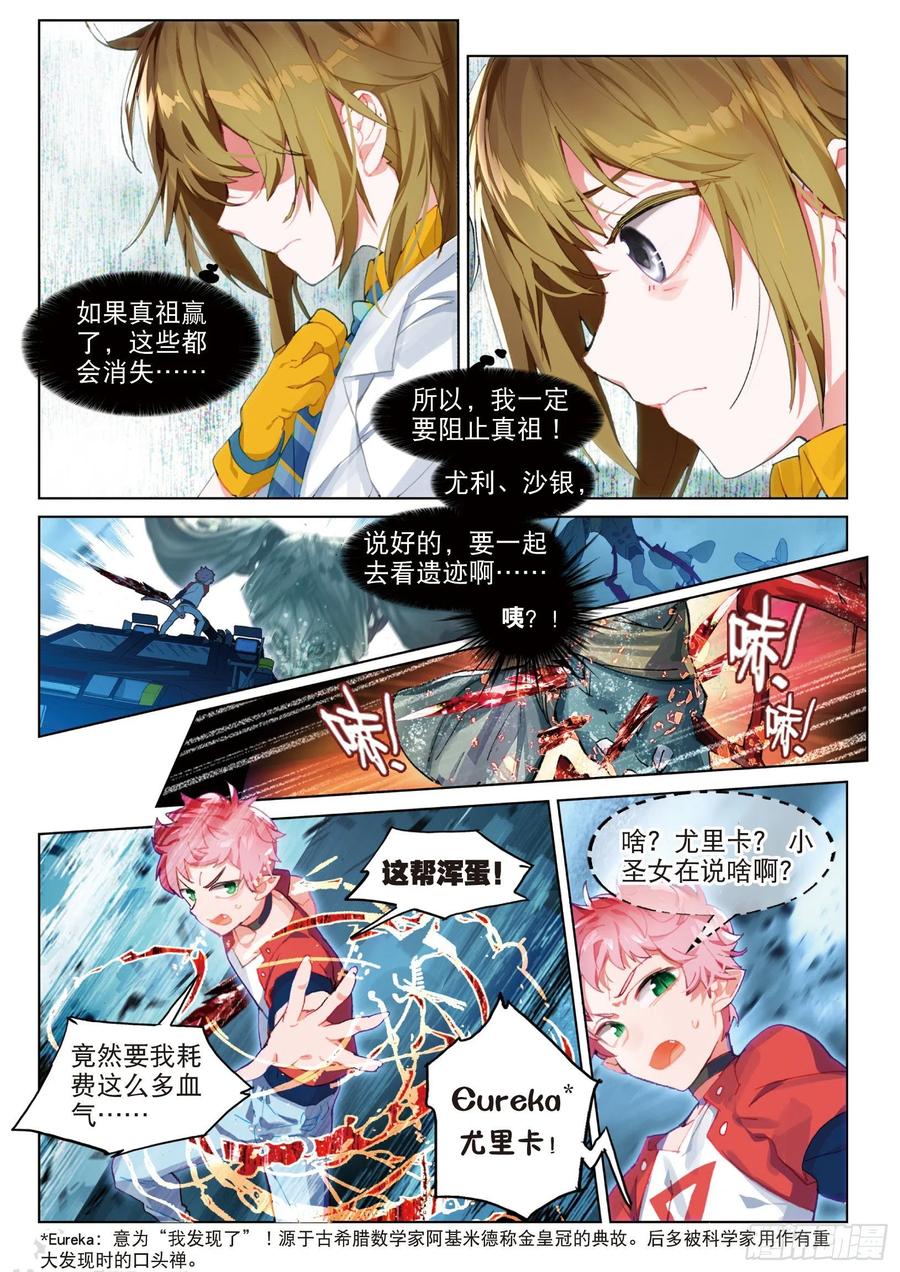 如果真祖赢
了，这些都
会消失……
所以，我一定
要阻止真祖！
尤利、沙银，
说好的，要一起
去看遗迹啊……
咦？！
哧！
哧！
哧！
这帮浑蛋！
竟然要我耗
费这么多血
气……
Eureka*
尤里卡！
啥？尤里卡？小
圣女在说啥啊？
*Eureka：意为“我发现了”！源于古希腊数学家阿基米德称金皇冠的典故。后多被科学家用作有重
大发现时的口头禅。